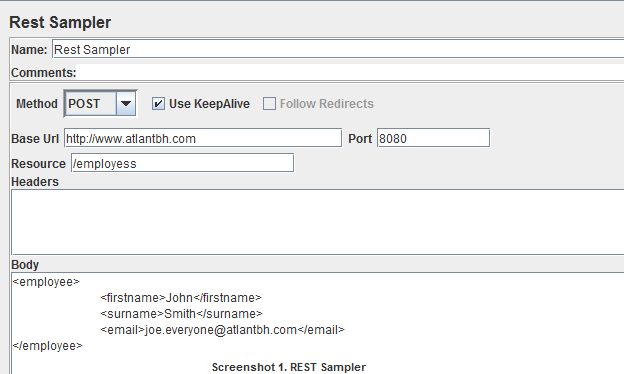 Rest Sampler
Name: Rest Sampler
Comments:
Method POST Use KeepAlive Follow Redirects
Base Url http://www.atlantbh.com Port 8080
Resource /employess
Headers
Body
<employee>
<firstname>John</firstname>
<surname>Smith</surname>
<email>joe.everyone@atlantbh.com</email>
</employee>
Screenshot 1. REST Sampler